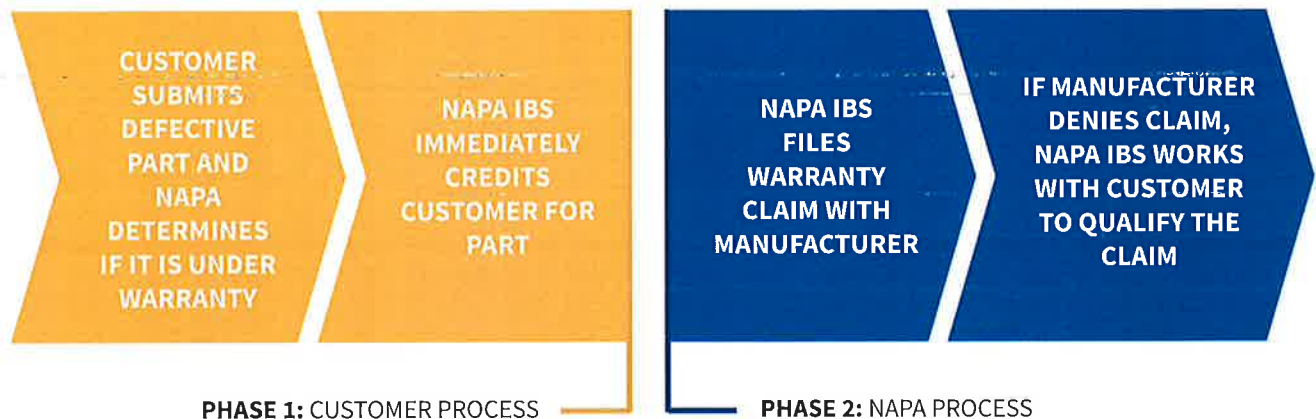 CUSTOMER
SUBMITS
DEFECTIVE
PART AND
NAPA
DETERMINES
IF IT IS UNDER
WARRANTY
NAPA IBS
IMMEDIATELY
CREDITS
CUSTOMER FOR
PART
NAPA IBS
FILES
WARRANTY
CLAIM WITH
MANUFACTURER
IF MANUFACTURER
DENIES CLAIM,
NAPA IBS WORKS
WITH CUSTOMER
TO QUALIFY THE
CLAIM
PHASE 1: CUSTOMER PROCESS
PHASE 2: NAPA PROCESS